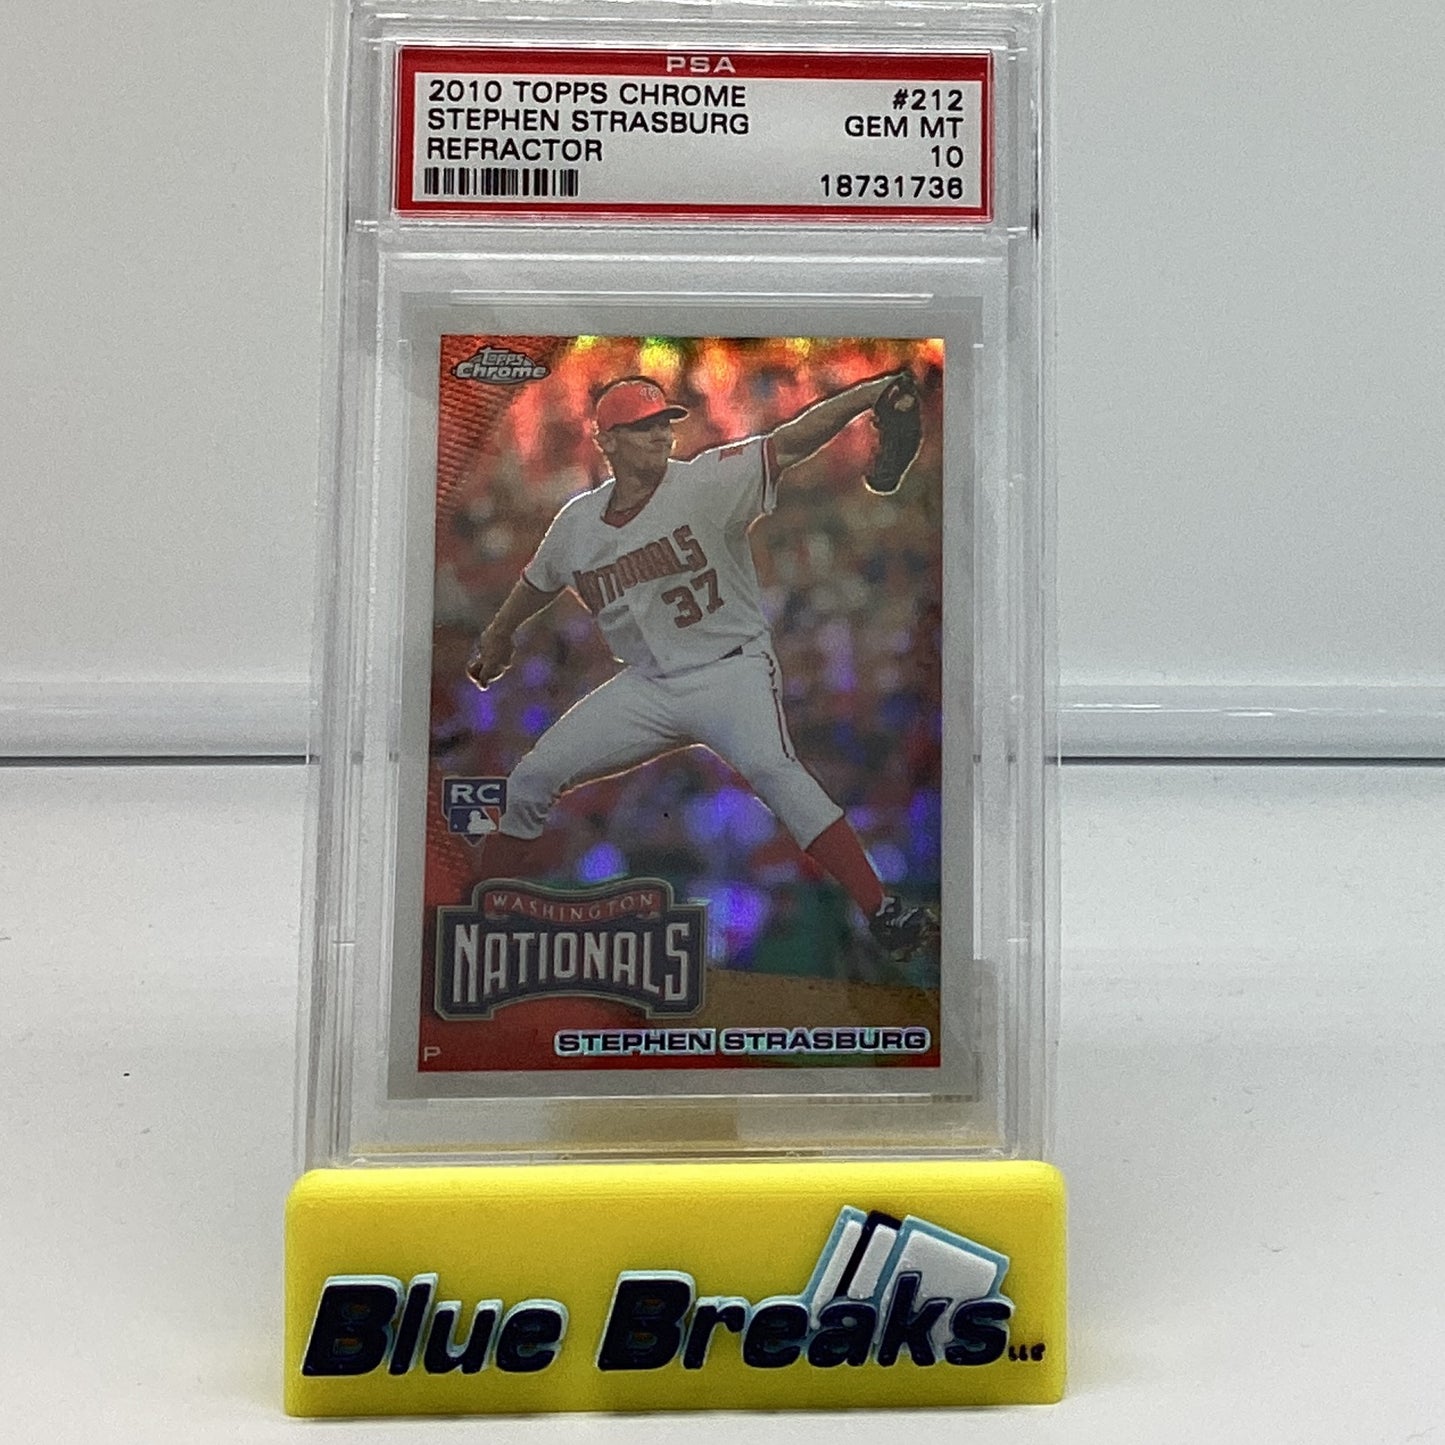 PSA
2010 TOPPS CHROME #212
STEPHEN STRASBURG GEM MT
REFRACTOR 10
18731736
TOPPS
Chrome
NATIONALS
37
RC
WASHINGTON
NATIONALS
STEPHEN STRASBURG
P
Blue Breaks LLC